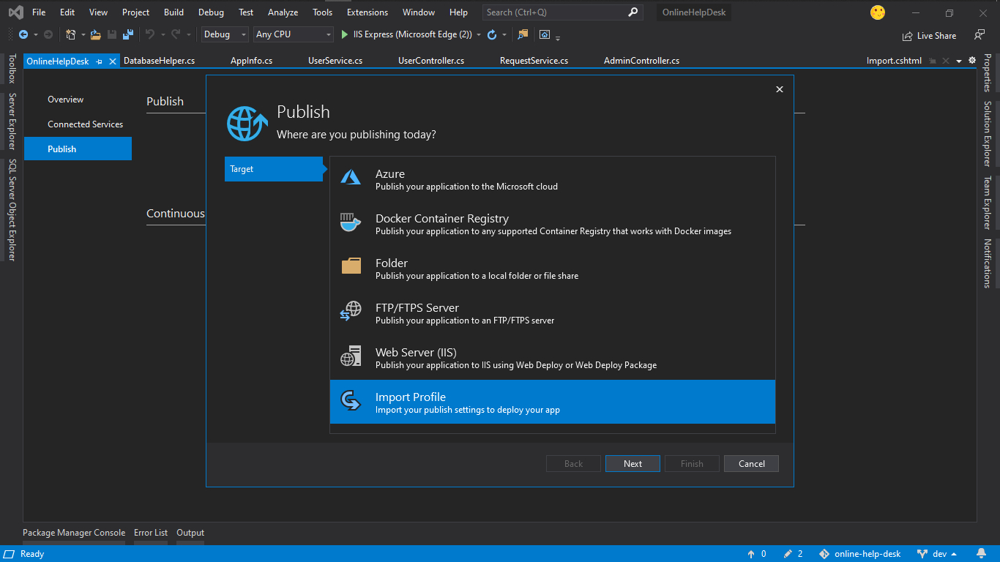 File Edit View Project Build Debug Test Analyze Tools Extensions Window Help Search (Ctrl+Q) OnlineHelpDesk
Debug Any CPU IIS Express (Microsoft Edge (2)) Live Share
OnlineHelpDesk DatabaseHelper.cs AppInfo.cs UserService.cs UserController.cs RequestService.cs AdminController.cs Import.cshtml
Toolbox
Server Explorer
SQL Server Object Explorer
Overview
Connected Services
Publish
Publish
Continuous
Publish
Where are you publishing today?
Target
Azure
Publish your application to the Microsoft cloud
Docker Container Registry
Publish your application to any supported Container Registry that works with Docker images
Folder
Publish your application to a local folder or file share
FTP/FTPS Server
Publish your application to an FTP/FTPS server
Web Server (IIS)
Publish your application to IIS using Web Deploy or Web Deploy Package
Import Profile
Import your publish settings to deploy your app
Back Next Finish Cancel
Properties
Solution Explorer
Team Explorer
Notifications
Package Manager Console Error List Output
Ready 0 2 online-help-desk dev